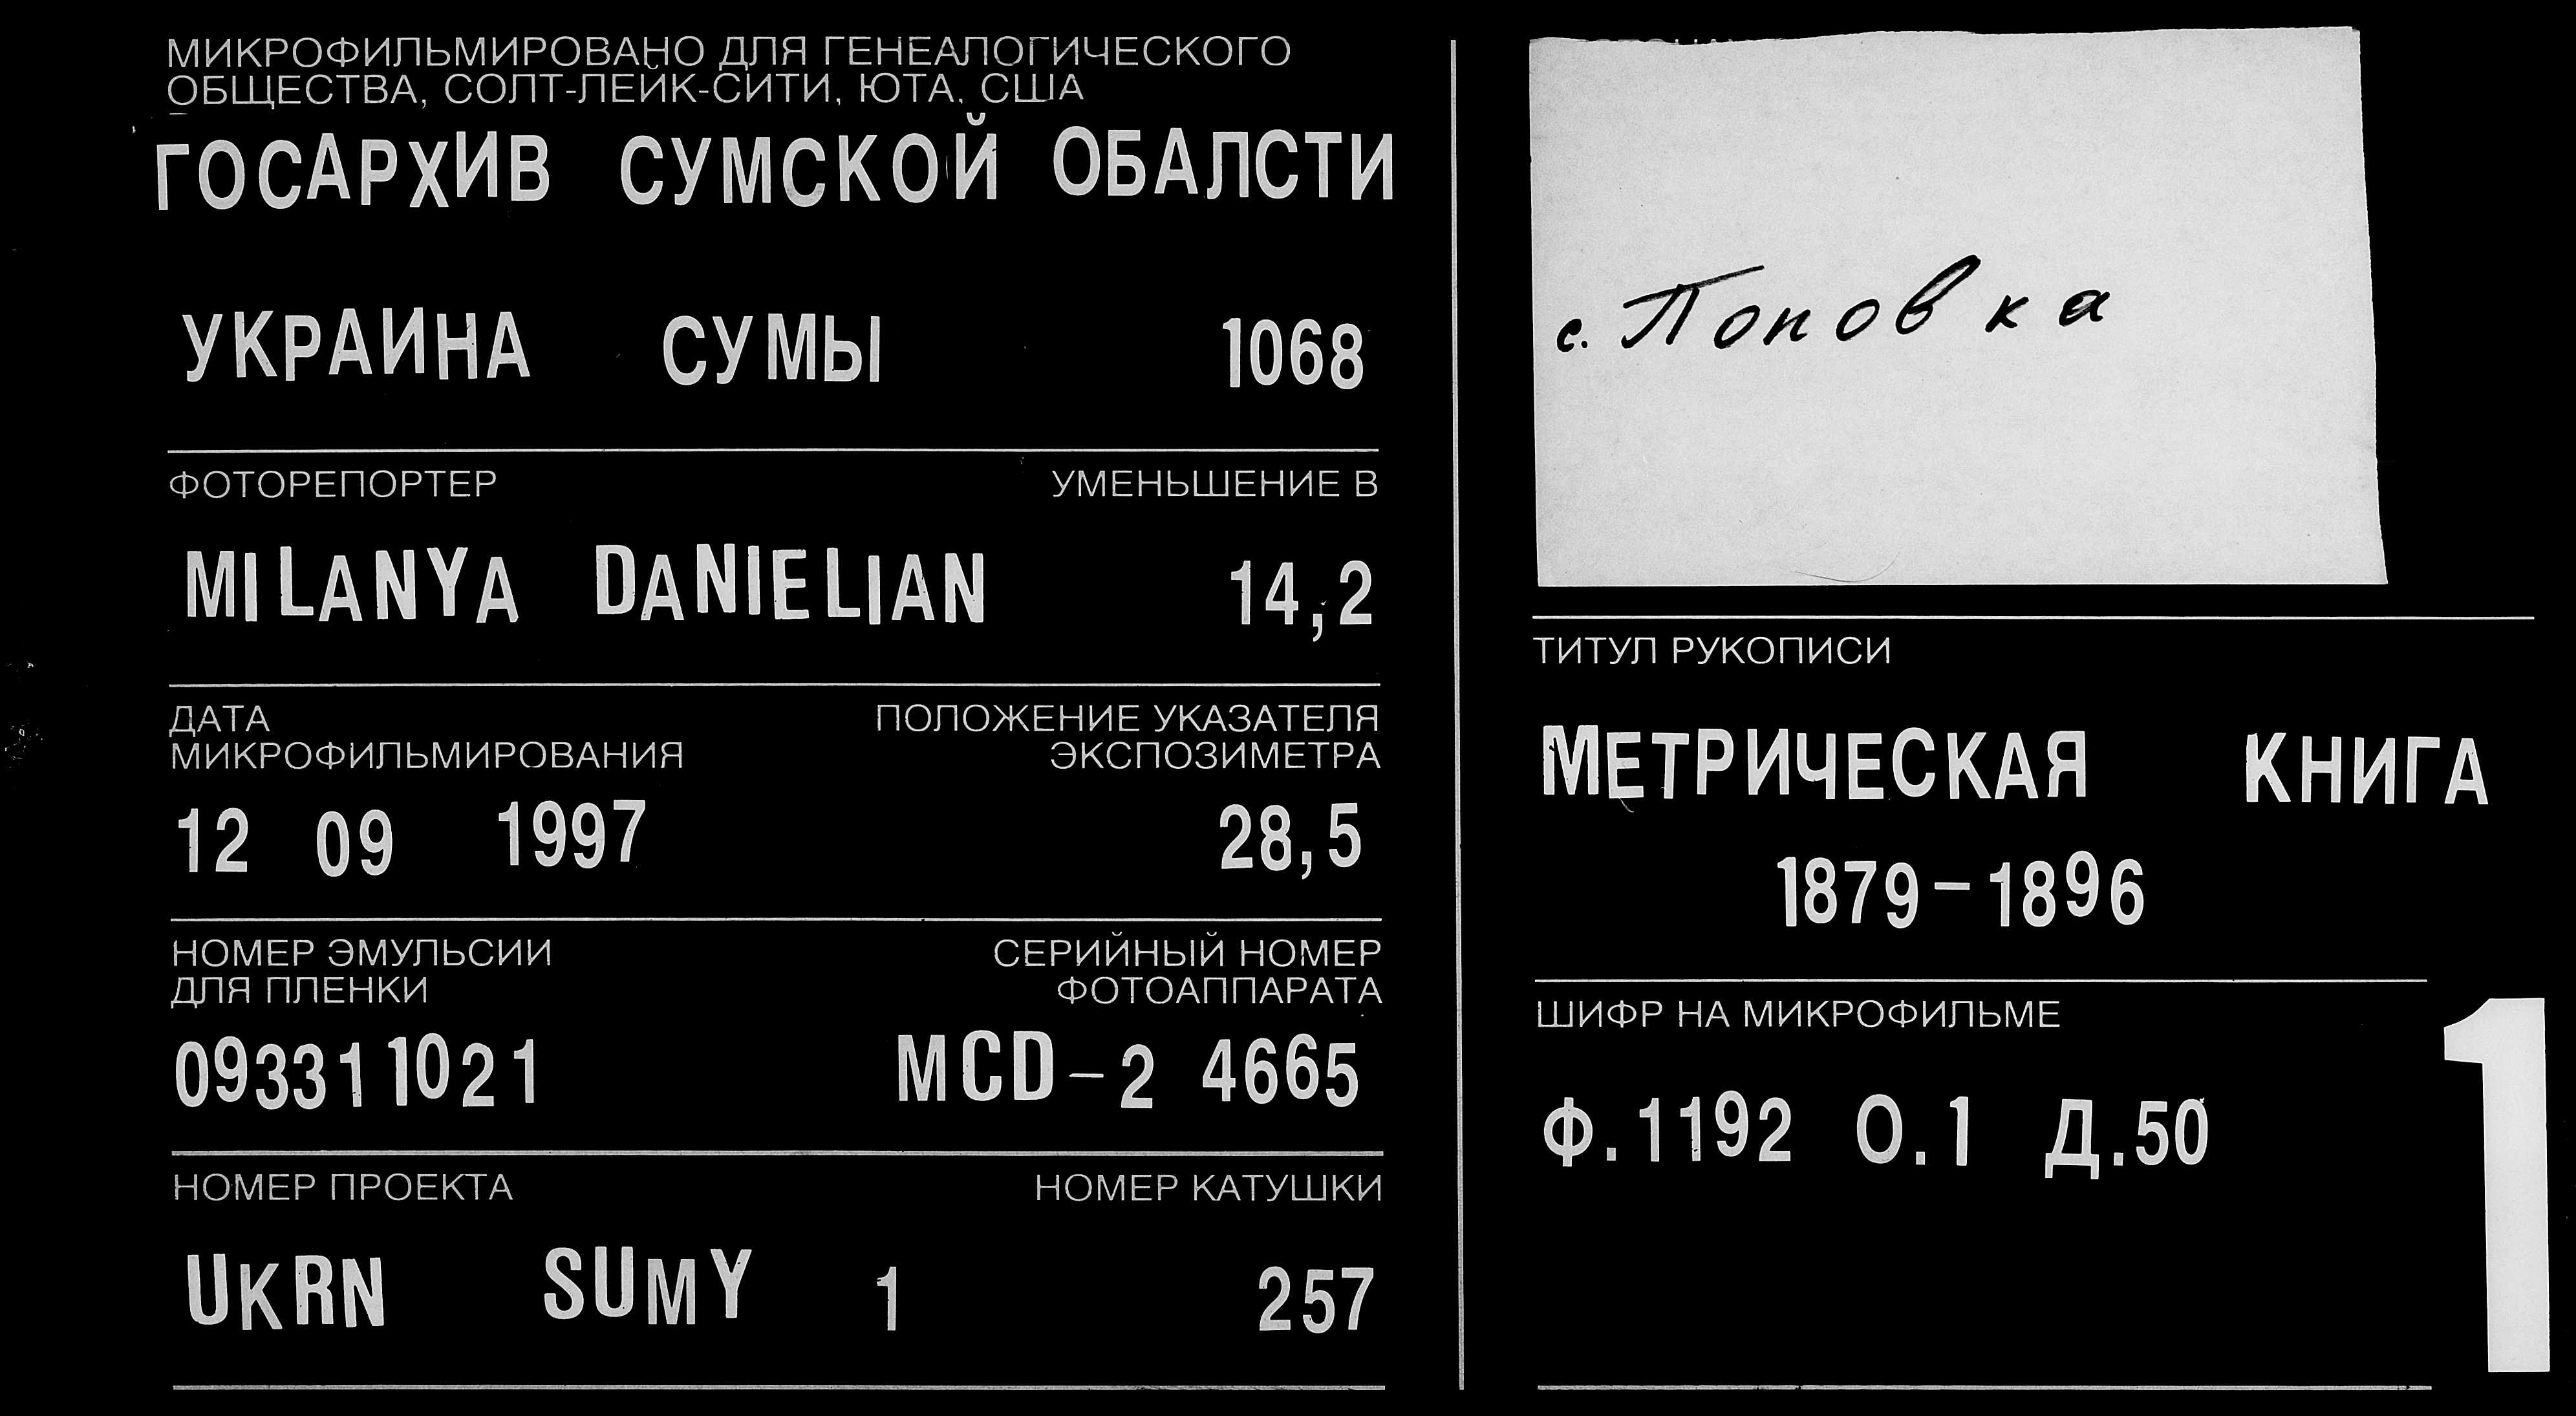 МИКРОФИЛЬМИРОВАНО ДЛЯ ГЕНЕАЛОГИЧЕСКОГО
ОБЩЕСТВА, СОЛТ-ЛЕЙК-СИТИ, ЮТА, США
ГОСАРХИВ СУМСКОЙ ОБАЛСТИ
УКРАИНА СУМЫ 1068
ФОТОРЕПОРТЕР УМЕНЬШЕНИЕ В
MILANYA DANIELIAN 14,2
ДАТА ПОЛОЖЕНИЕ УКАЗАТЕЛЯ
МИКРОФИЛЬМИРОВАНИЯ ЭКСПОЗИМЕТРА
12 09 1997 28,5
НОМЕР ЭМУЛЬСИИ СЕРИЙНЫЙ НОМЕР
ДЛЯ ПЛЕНКИ ФОТОАППАРАТА
093311021 MCD-2 4665
НОМЕР ПРОЕКТА НОМЕР КАТУШКИ
UKRN SUMY 1 257
с. Поповка
ТИТУЛ РУКОПИСИ
МЕТРИЧЕСКАЯ КНИГА
1879-1896
ШИФР НА МИКРОФИЛЬМЕ
Ф.1192 О.1 Д.50
1